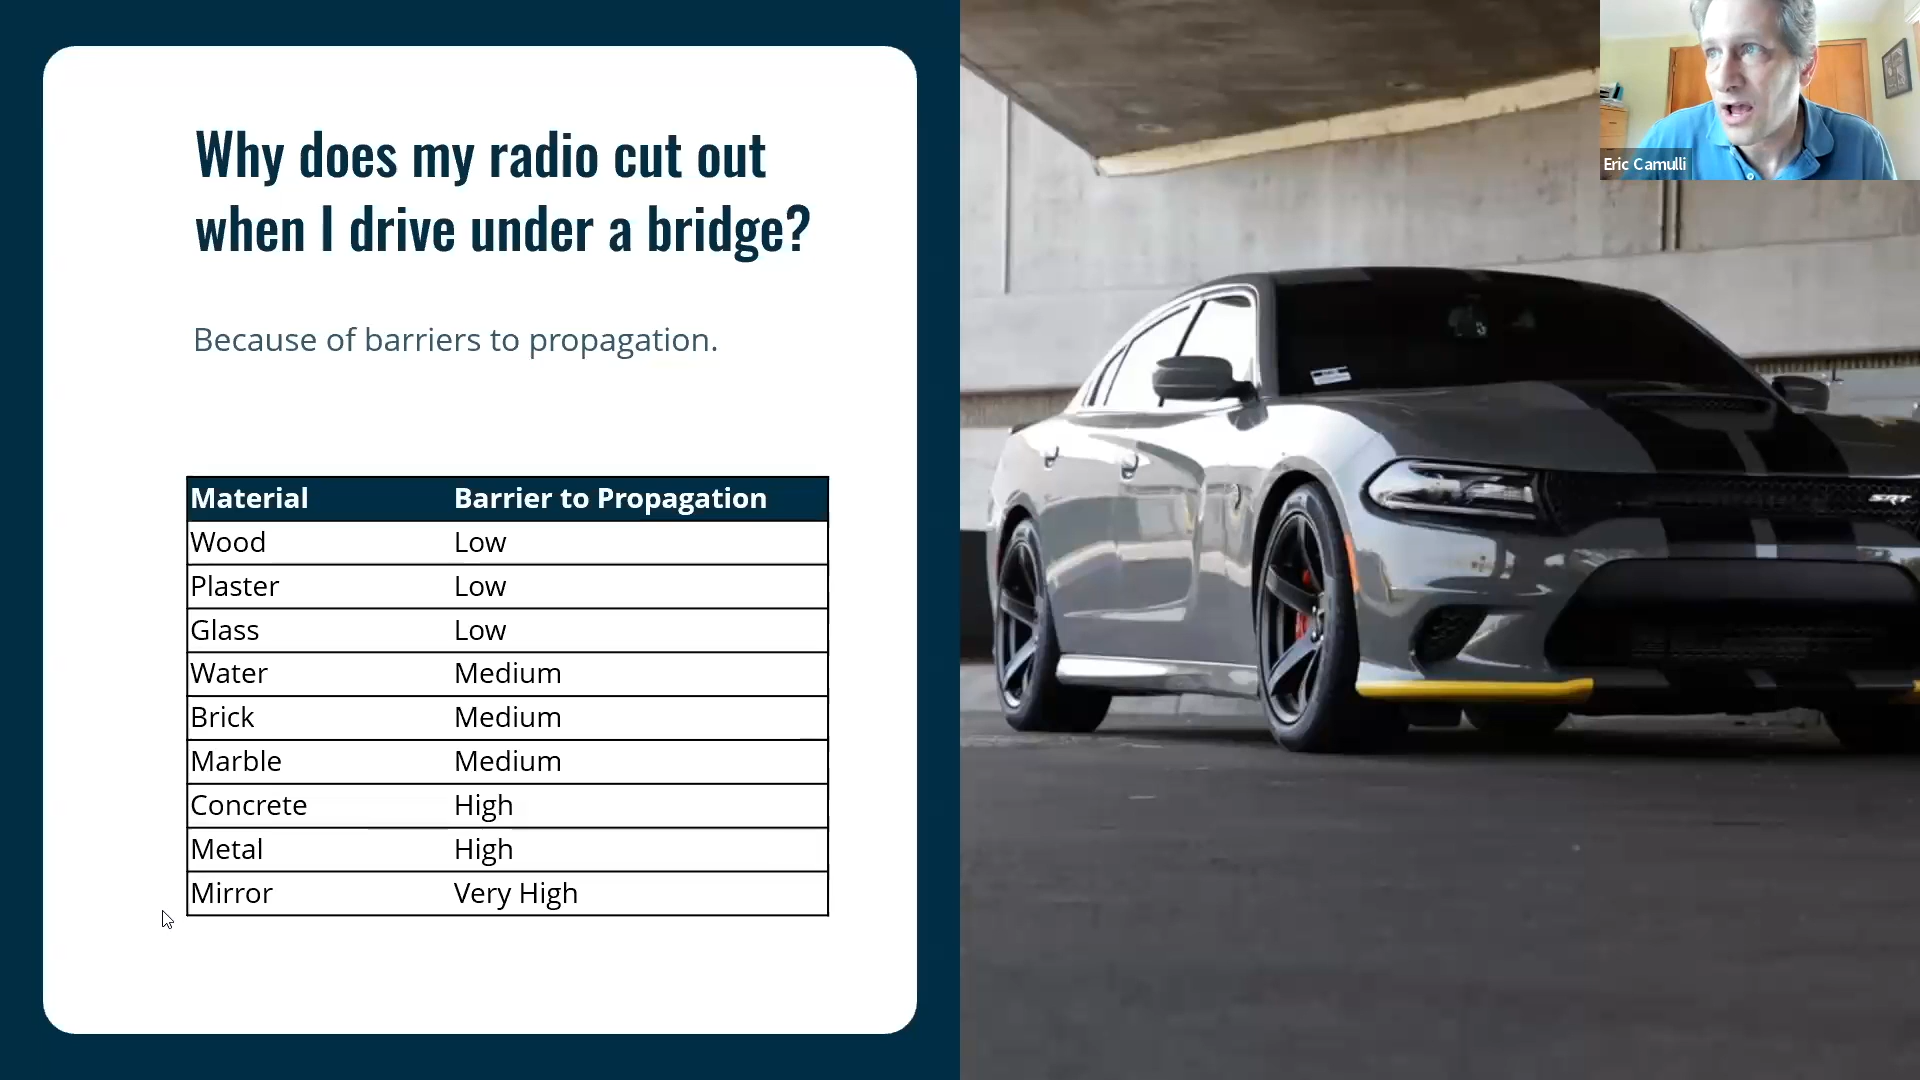 Why does my radio cut out
when I drive under a bridge?
Because of barriers to propagation.
Material Barrier to Propagation
Wood Low
Plaster Low
Glass Low
Water Medium
Brick Medium
Marble Medium
Concrete High
Metal High
Mirror Very High
Eric Camulli
SRT